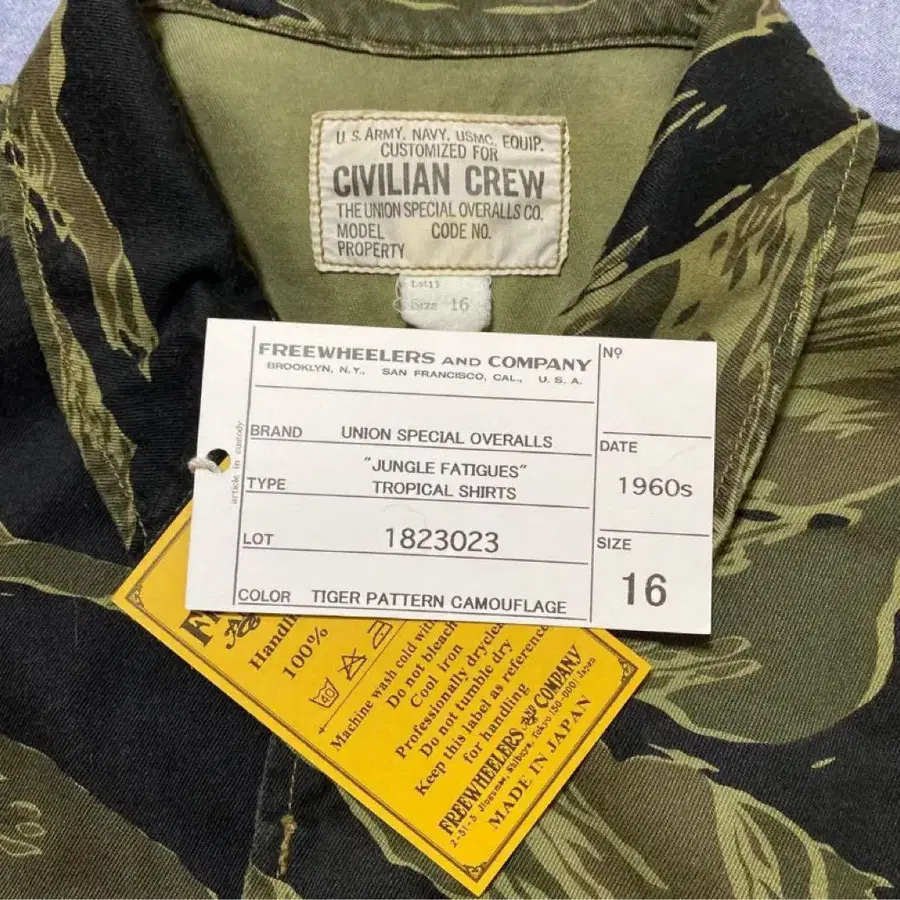 U.S. ARMY, NAVY, USMC, EQUIP.
CUSTOMIZED FOR
CIVILIAN CREW
THE UNION SPECIAL OVERALLS CO.
MODEL CODE NO.
PROPERTY
Size 16
FREEWHEELERS AND COMPANY
BROOKLYN, N.Y., SAN FRANCISCO, CAL., U. S. A.
Nº
article in custody
BRAND UNION SPECIAL OVERALLS
DATE
1960s
TYPE "JUNGLE FATIGUES"
TROPICAL SHIRTS
LOT 1823023
SIZE
16
COLOR TIGER PATTERN CAMOUFLAGE
100%
40
Machine wash cold
Do not bleach
Cool iron
Professionally dryclean
Do not tumble dry
Keep this label as reference
for handling
FREEWHEELERS AND COMPANY
MADE IN JAPAN